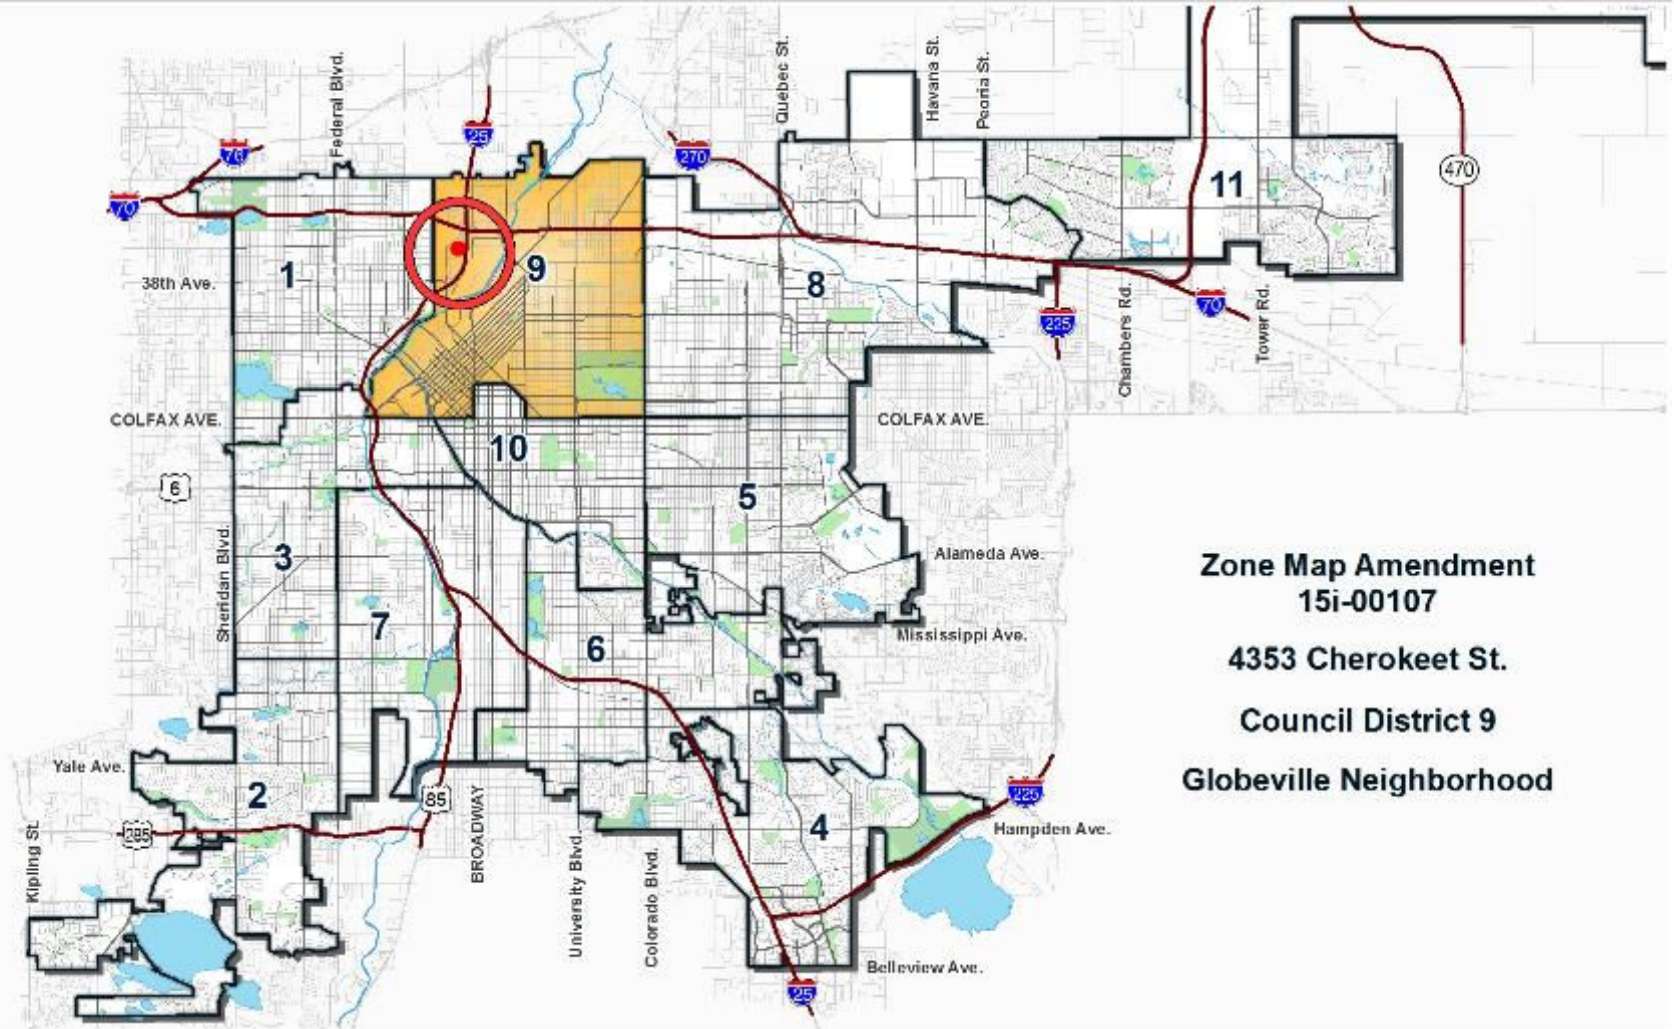 Federal Blvd.
Quebec St.
Havana St.
Peoria St.
25
76
270
70
470
11
9
1
8
38th Ave.
225
Chambers Rd.
70
Tower Rd.
COLFAX AVE.
COLFAX AVE.
10
6
5
Sheridan Blvd.
3
Alameda Ave.
7
6
Mississippi Ave.
Zone Map Amendment
15i-00107
4353 Cherokeet St.
Council District 9
Globeville Neighborhood
Yale Ave.
2
85
225
285
BROADWAY
4
Hampden Ave.
Kipling St.
University Blvd.
Colorado Blvd.
Belleview Ave.
25